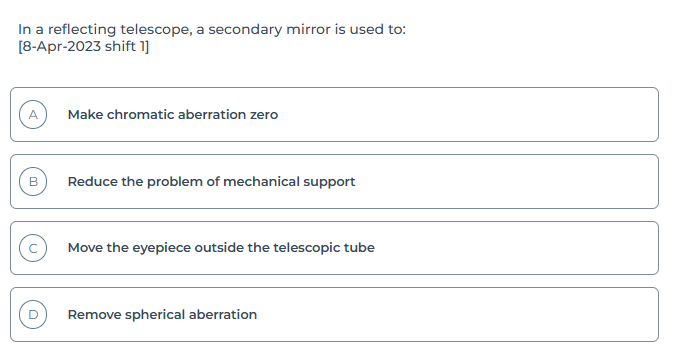 In a reflecting telescope, a secondary mirror is used to:
[8-Apr-2023 shift 1]
A Make chromatic aberration zero
B Reduce the problem of mechanical support
C Move the eyepiece outside the telescopic tube
D Remove spherical aberration